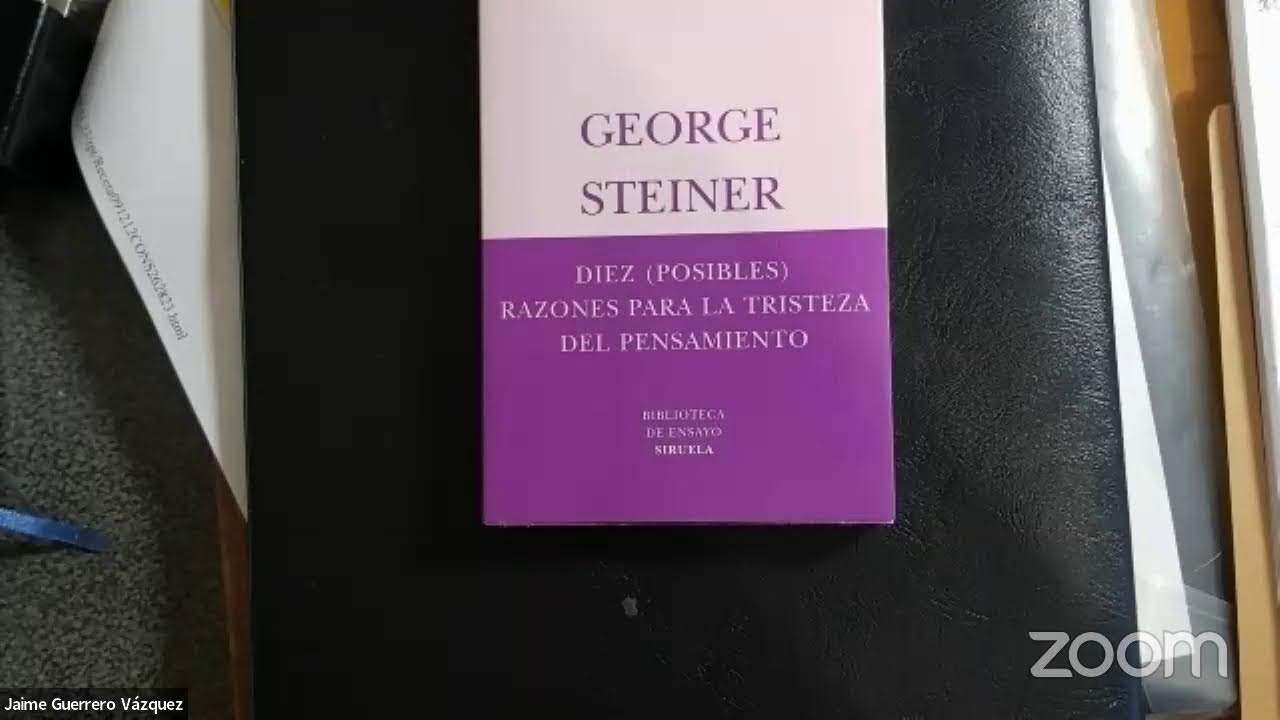 GEORGE
STEINER
DIEZ (POSIBLES)
RAZONES PARA LA TRISTEZA
DEL PENSAMIENTO
BIBLIOTECA
DE ENSAYO
SIRUELA
zoom
Jaime Guerrero Vázquez